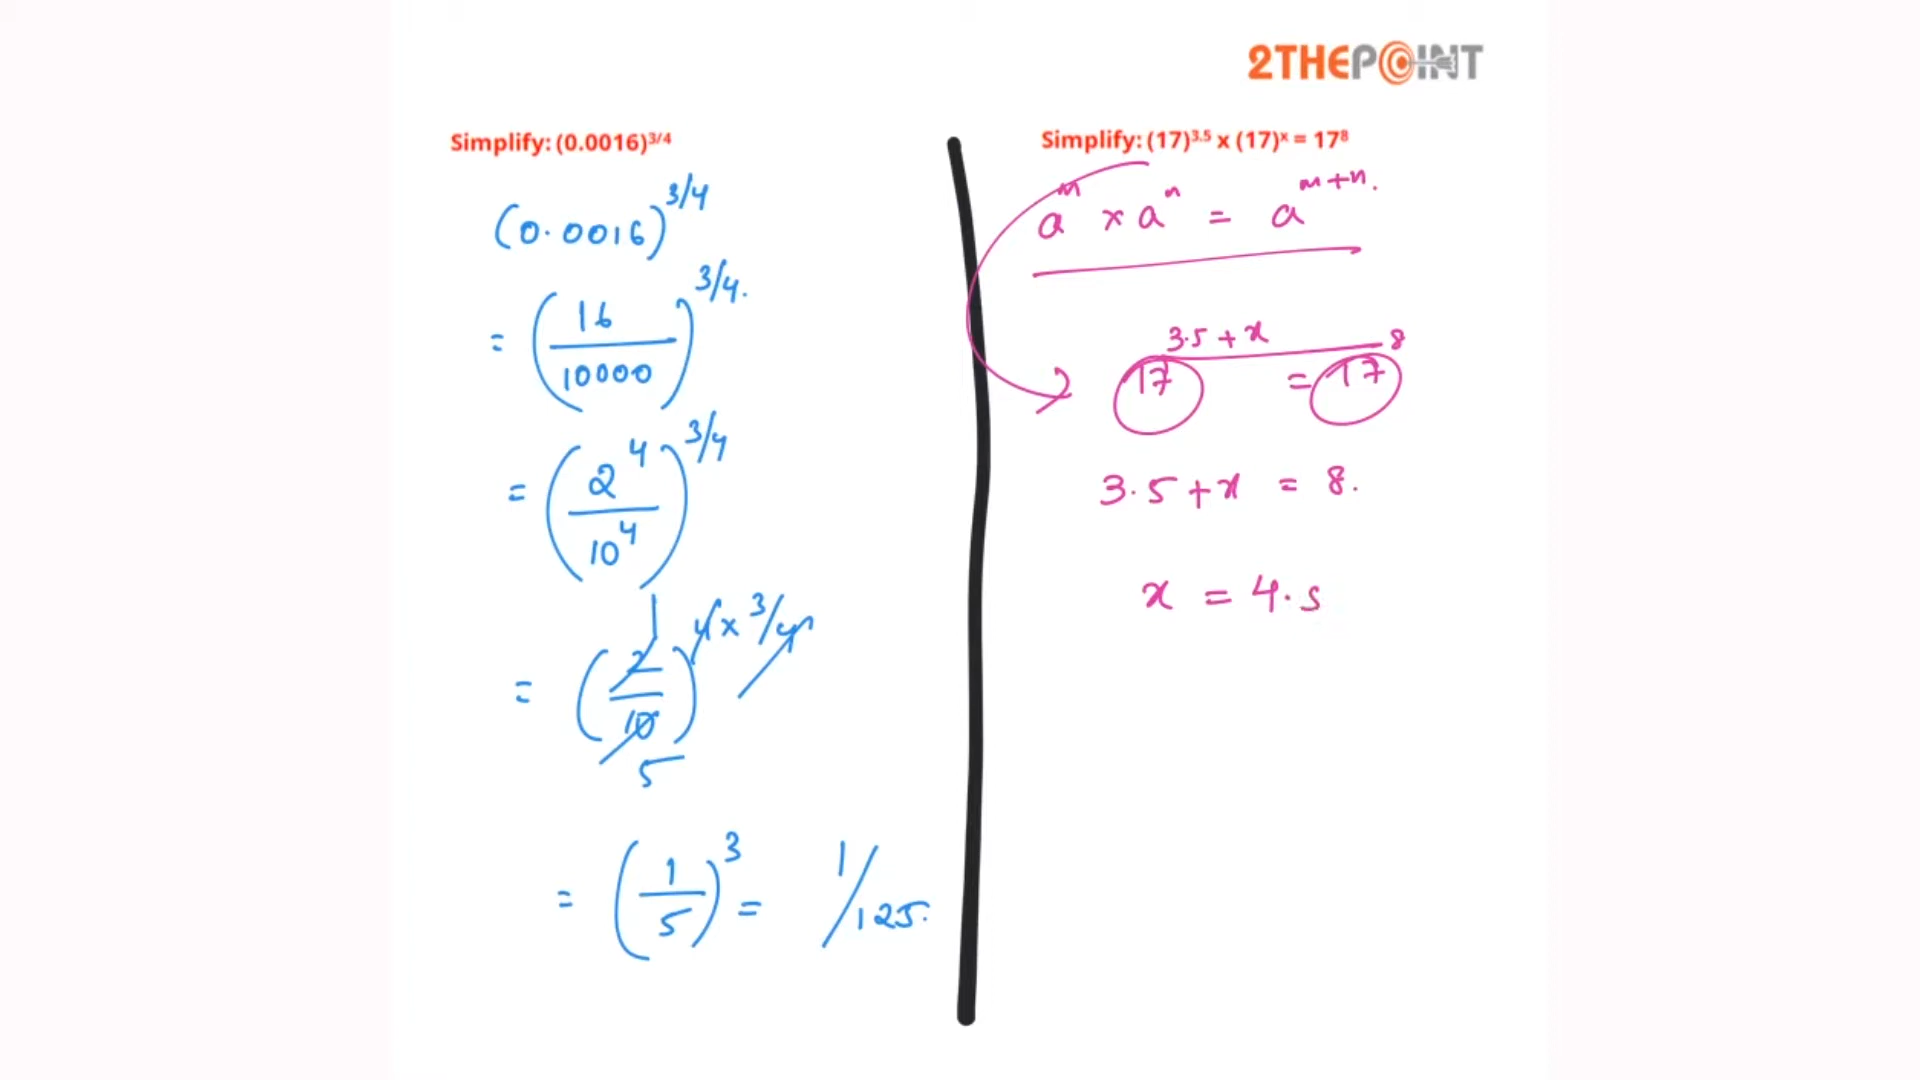 2THEPOINT
Simplify: (0.0016)^3/4
(0.0016)^3/4
= (16/10000)^3/4.
= (2^4/10^4)^3/4
1
= (2/10)^4 x 3/4
5
= (1/5)^3 = 1/125.
Simplify: (17)^3.5 x (17)^x = 17^8
a^m x a^n = a^m+n.
17^3.5+x = 17^8
3.5+x = 8.
x = 4.5